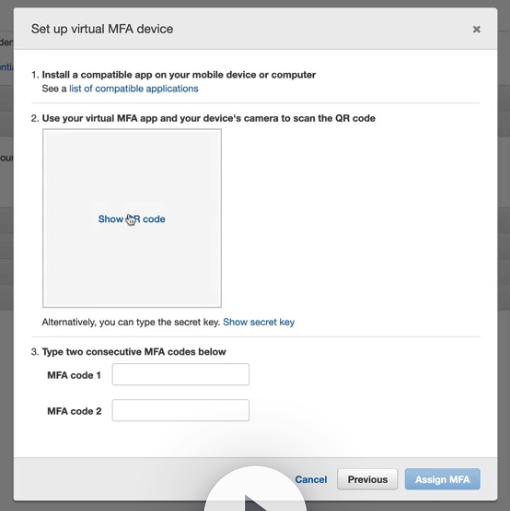 Set up virtual MFA device
1. Install a compatible app on your mobile device or computer
See a list of compatible applications
2. Use your virtual MFA app and your device's camera to scan the QR code
Show QR code
Alternatively, you can type the secret key. Show secret key
3. Type two consecutive MFA codes below
MFA code 1
MFA code 2
Cancel
Previous
Assign MFA